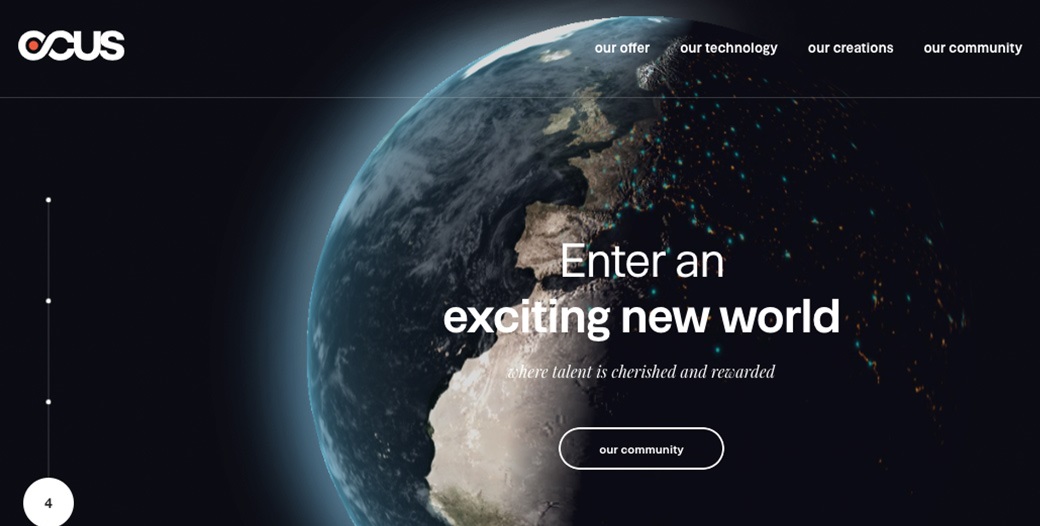 OCUS
our offer
our technology
our creations
our community
Enter an
exciting new world
where talent is cherished and rewarded
our community
4